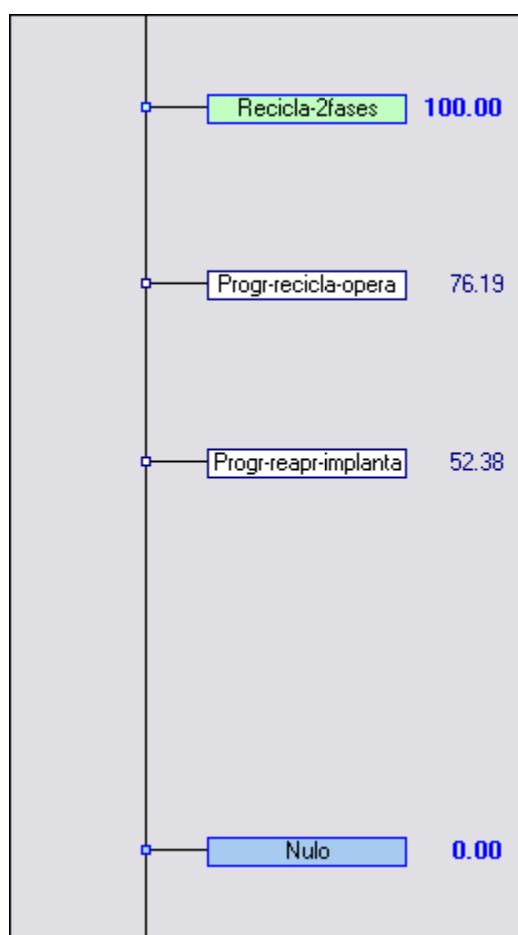 Recicla-2fases 100.00
Progr-recicla-opera 76.19
Progr-reapr-implanta 52.38
Nulo 0.00